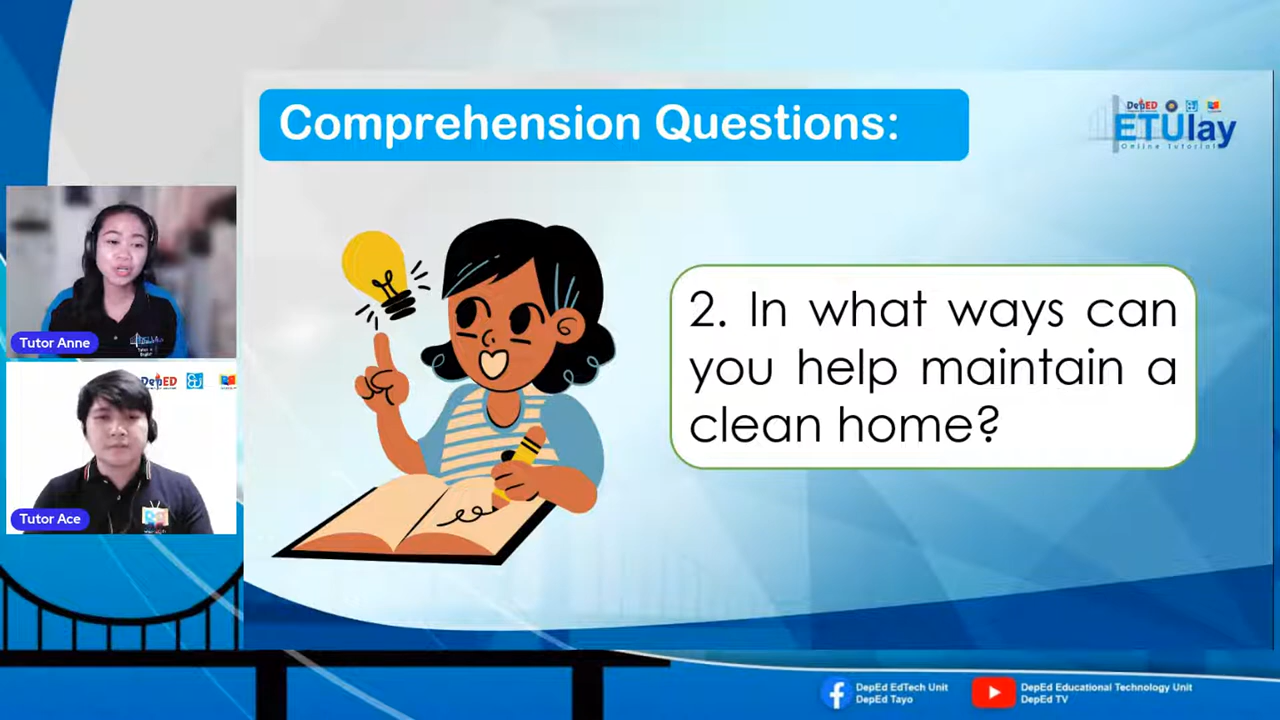 Comprehension Questions:
DepED
ETUlay
Online Tutorial
2. In what ways can
you help maintain a
clean home?
Tutor Anne
DepED
Tutor Ace
DepEd EdTech Unit
DepEd Tayo
DepEd Educational Technology Unit
DepEd TV